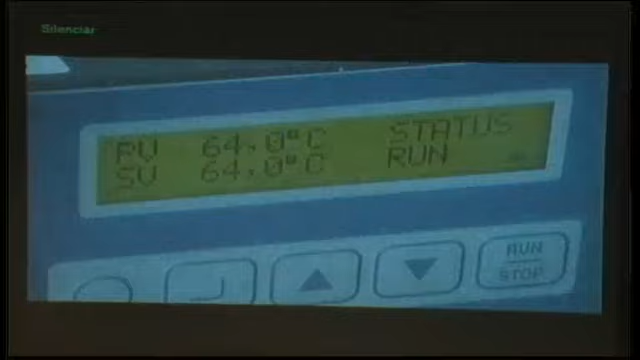 Silenciar
PV 64,0°C STATUS
SV 64,0°C RUN
RUN
STOP